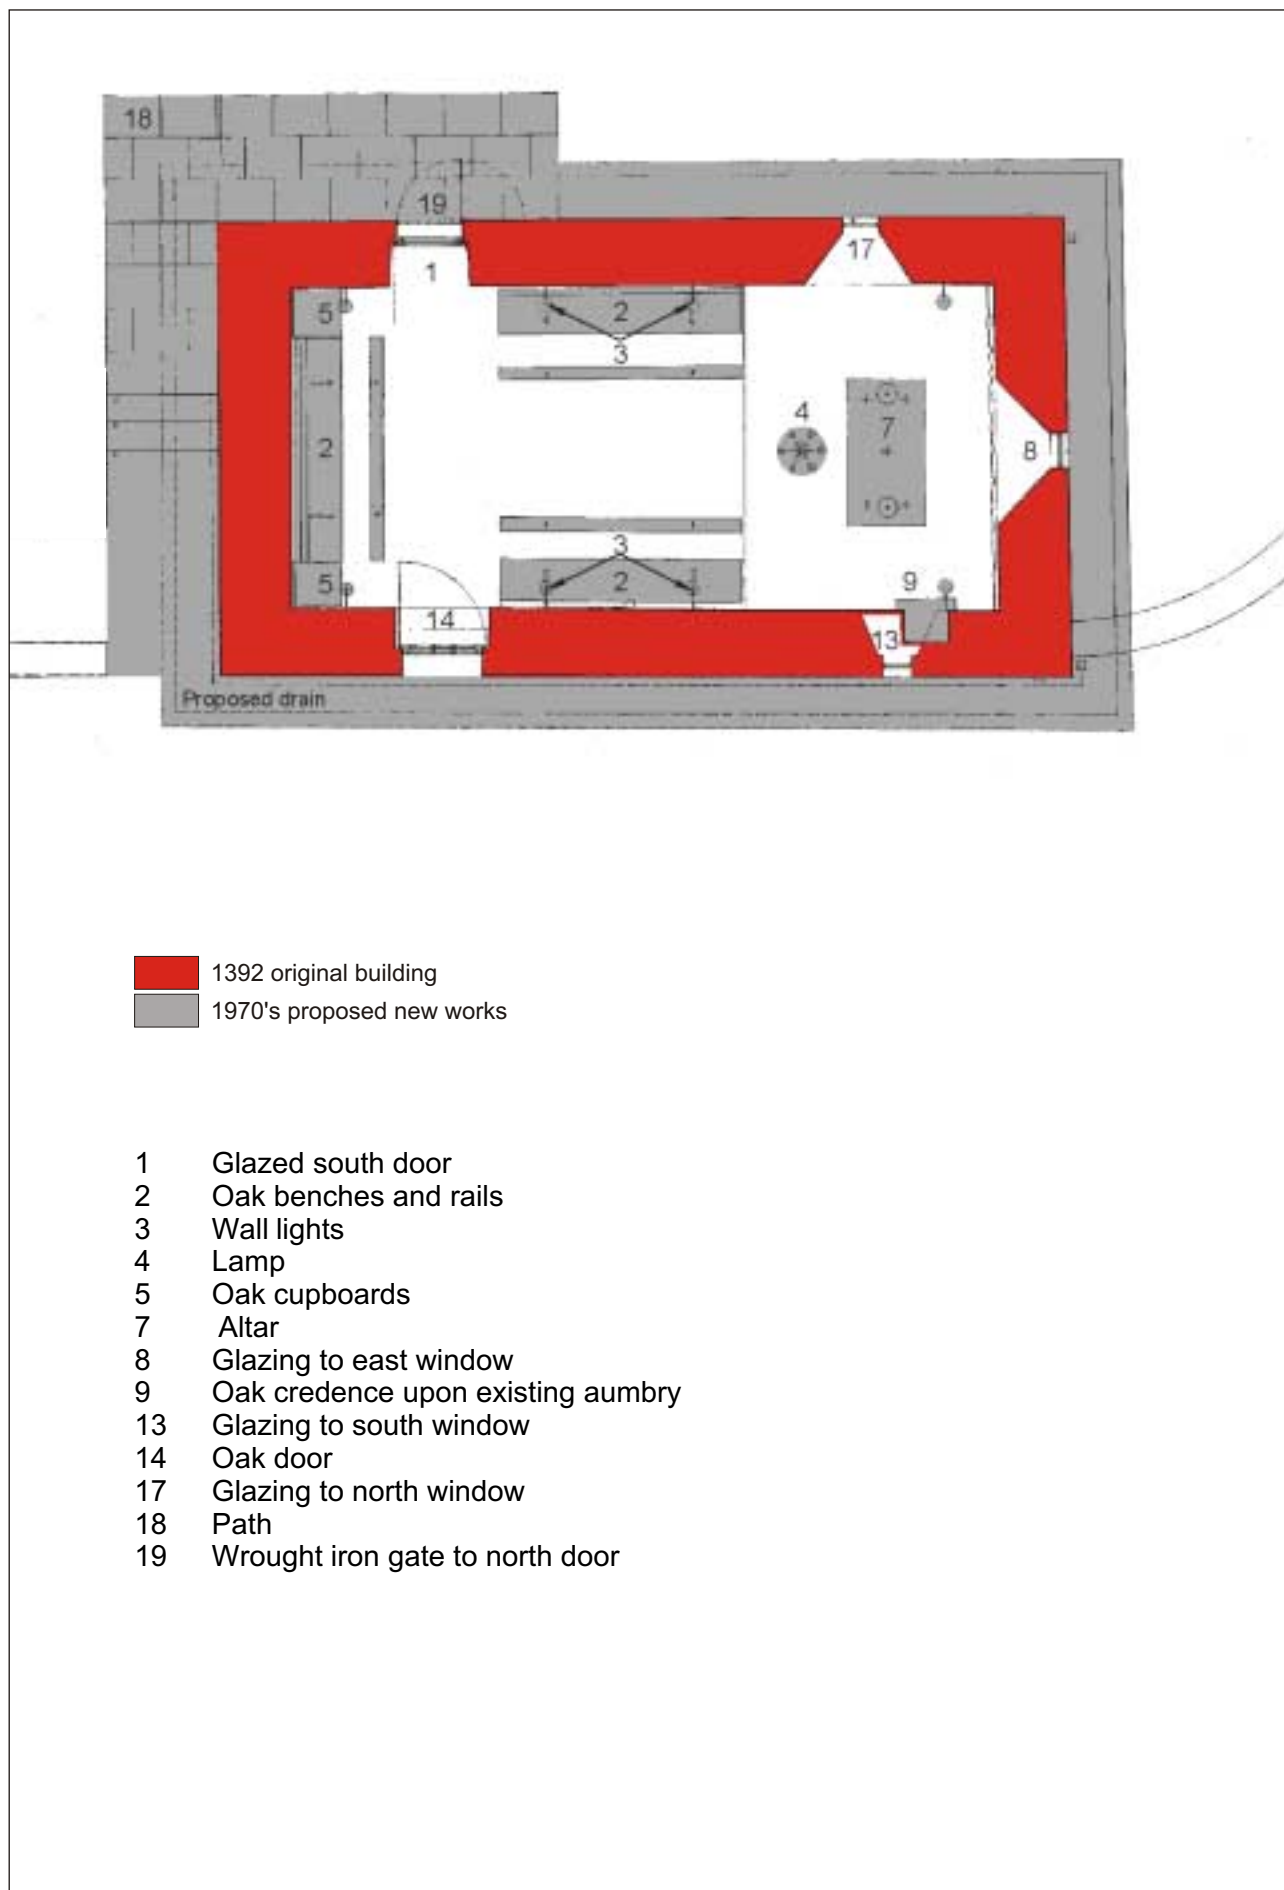 18
19
1
17
5
2
3
4
7
2
8
3
5
2
9
14
13
Proposed drain
1392 original building
1970's proposed new works
1 Glazed south door
2 Oak benches and rails
3 Wall lights
4 Lamp
5 Oak cupboards
7 Altar
8 Glazing to east window
9 Oak credence upon existing aumbry
13 Glazing to south window
14 Oak door
17 Glazing to north window
18 Path
19 Wrought iron gate to north door